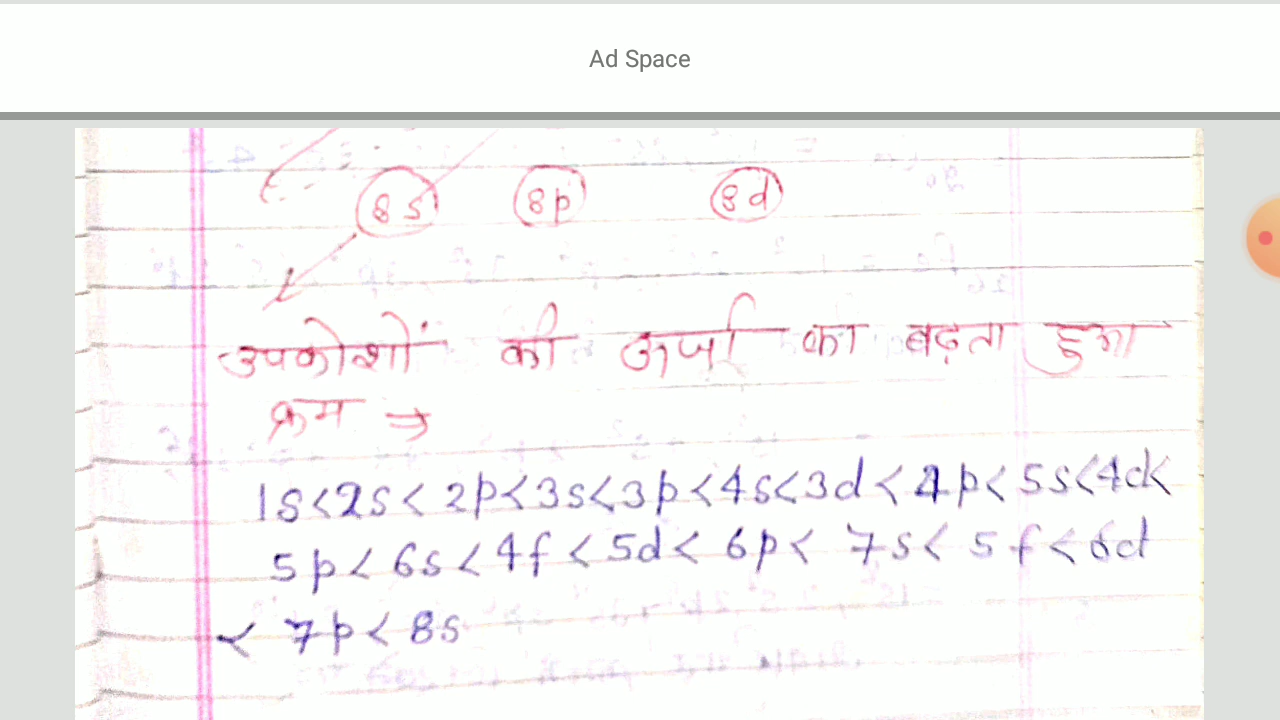 Ad Space
8s 8p 8d
उपकोशों की ऊर्जा का बढ़ता हुआ
क्रम →
1s<2s<2p<3s<3p<4s<3d<4p<5s<4d<
5p<6s<4f<5d<6p<7s<5f<6d
< 7p<8s